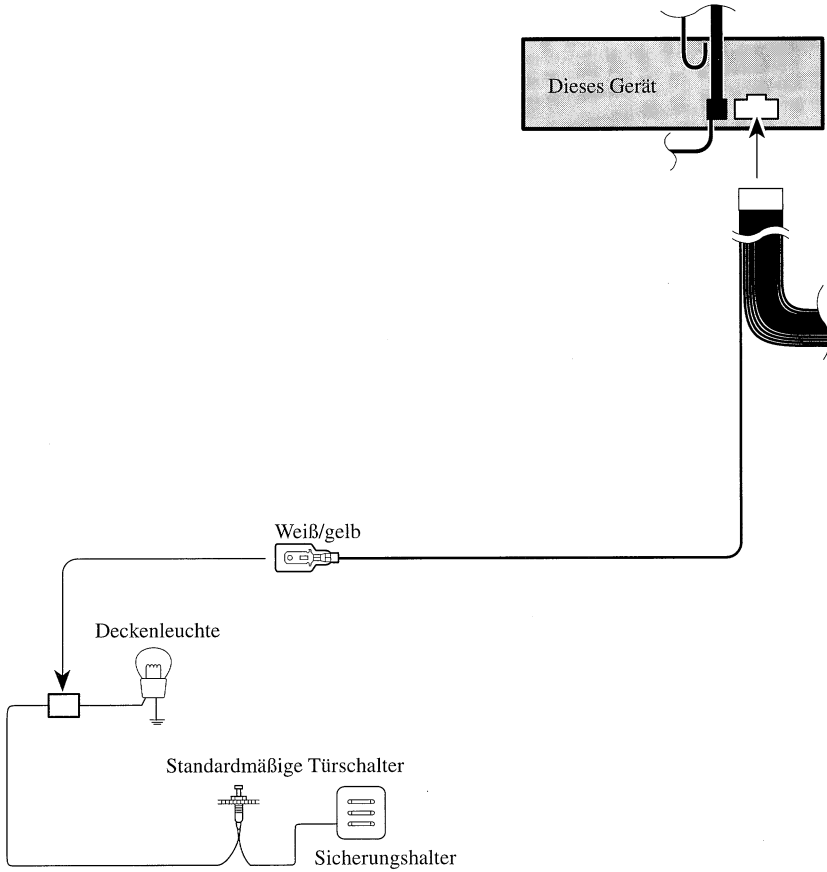 Dieses Gerät
Weiß/gelb
Deckenleuchte
Standardmäßige Türschalter
Sicherungshalter